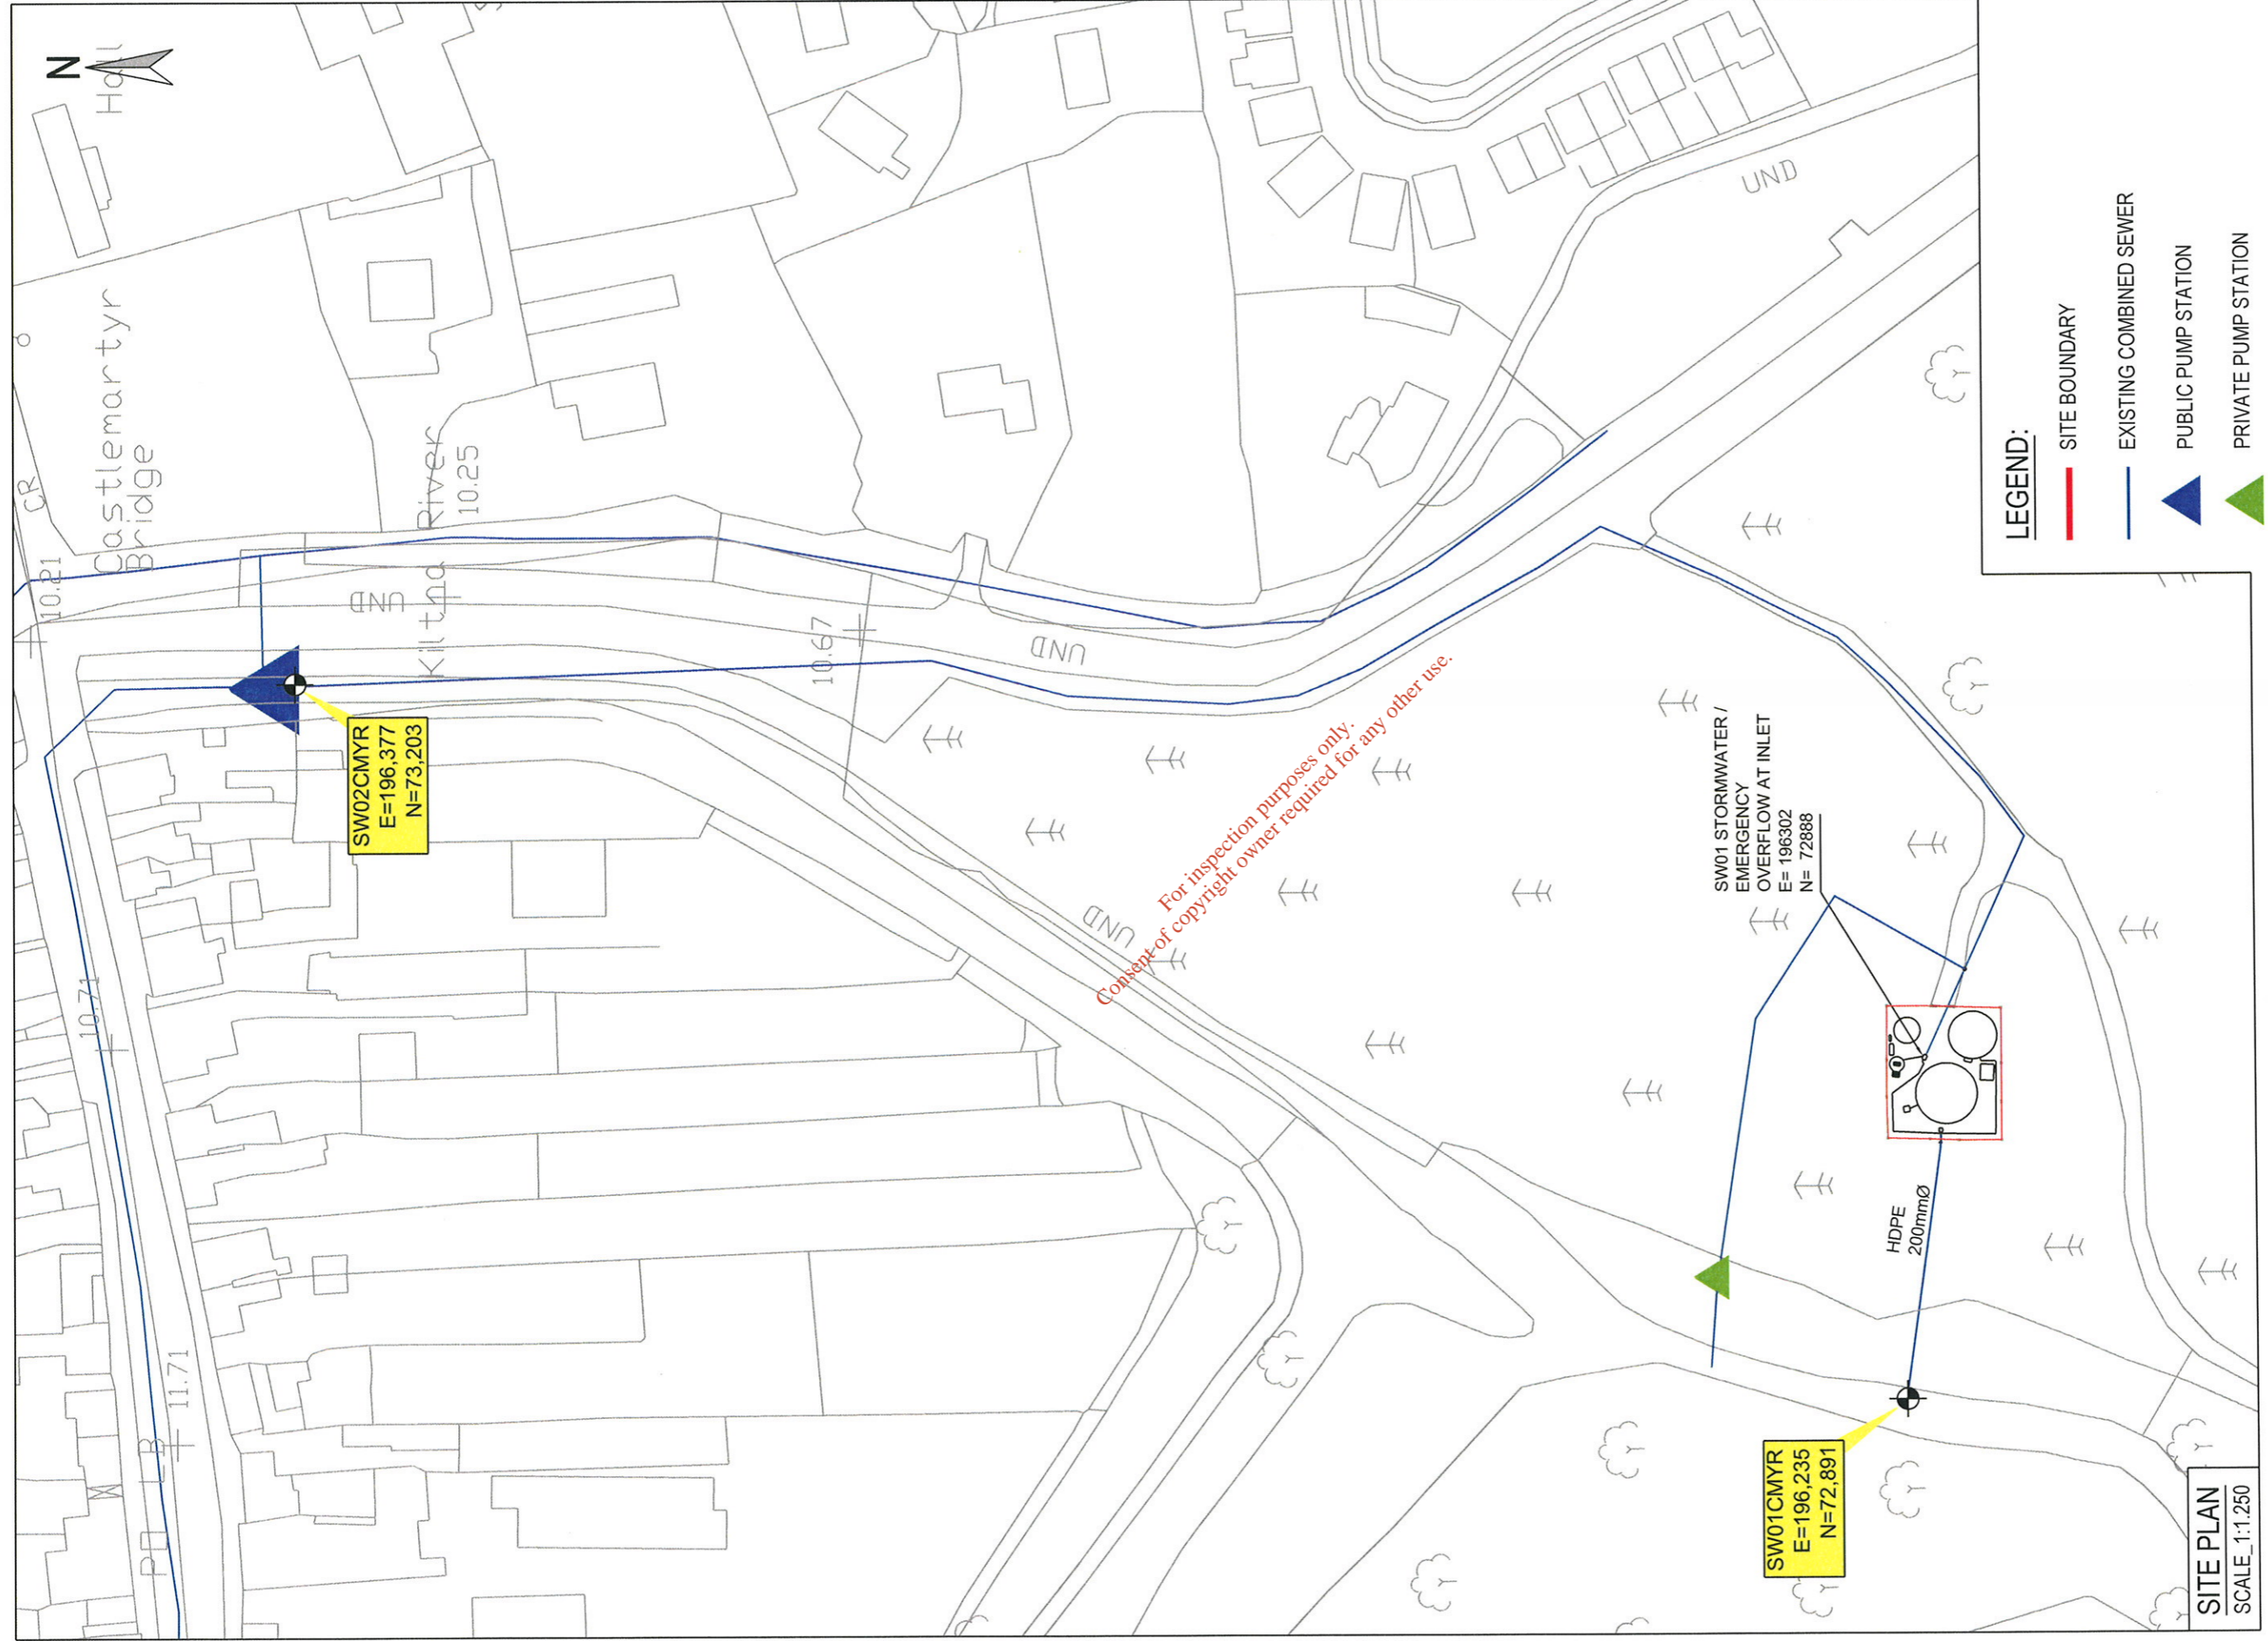 N
Hall
CR
Castlemartyr
Bridge
10.21
UND
Kiltha River
10.25
SW02CMYR
E=196,377
N=73,203
10.67
UND
UND
UND
10.71
11.71
PO
LB
For inspection purposes only.
Consent of copyright owner required for any other use.
SW01 STORMWATER /
EMERGENCY
OVERFLOW AT INLET
E= 196302
N= 72888
HDPE
200mmØ
SW01CMYR
E=196,235
N=72,891
LEGEND:
SITE BOUNDARY
EXISTING COMBINED SEWER
PUBLIC PUMP STATION
PRIVATE PUMP STATION
SITE PLAN
SCALE_1:1.250